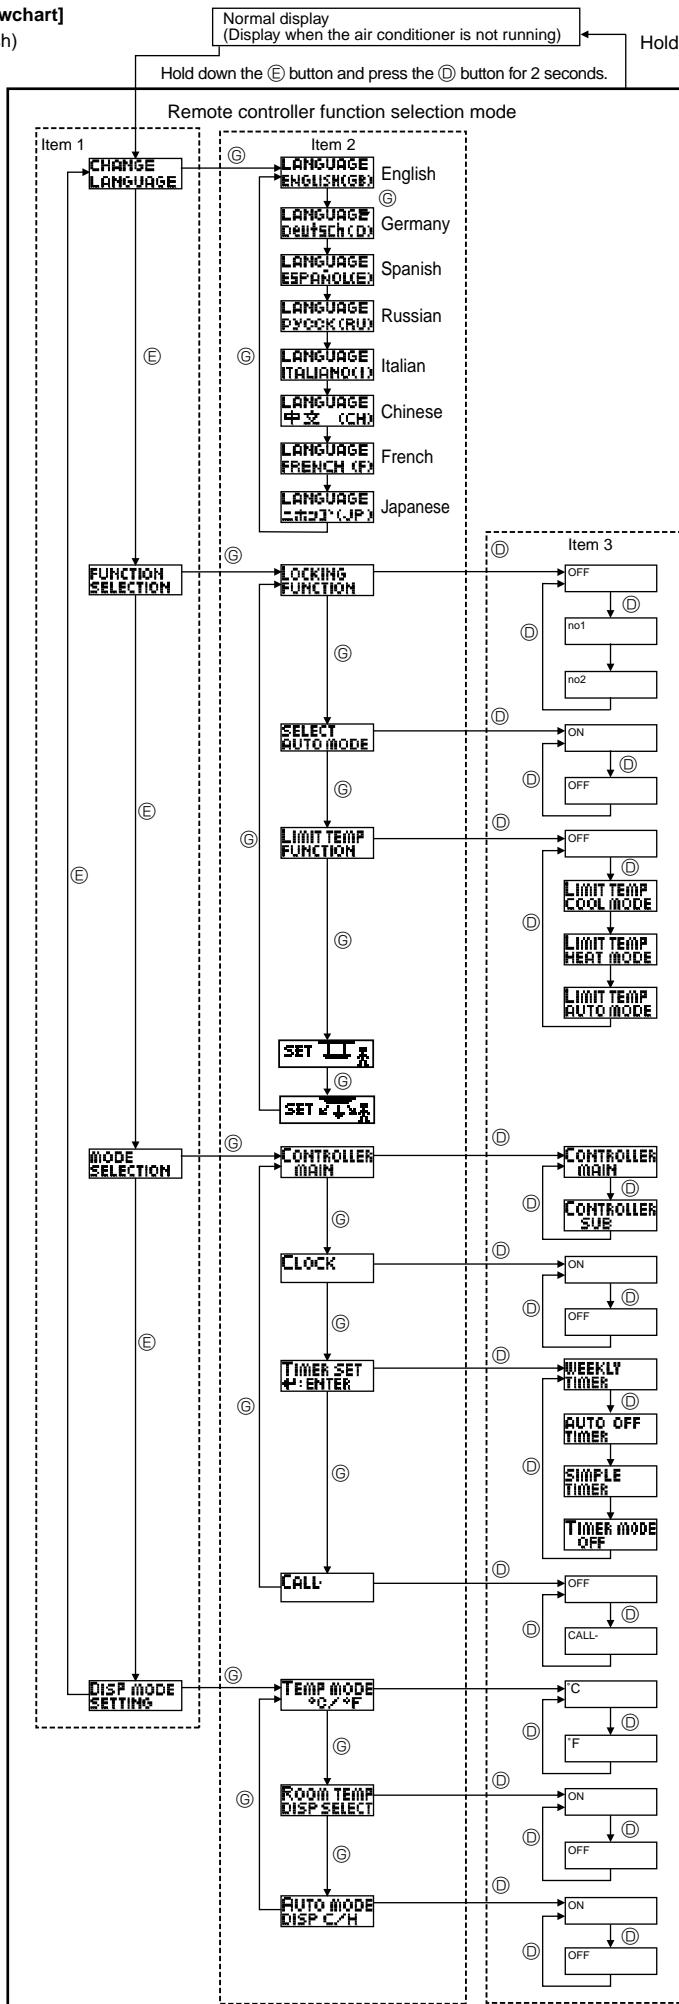 wchart]
h)
Normal display
(Display when the air conditioner is not running)
Hold
Hold down the Ⓔ button and press the Ⓓ button for 2 seconds.
Remote controller function selection mode
Item 1
Item 2
CHANGE
LANGUAGE
Ⓖ
LANGUAGE
ENGLISH(GB)
English
Ⓖ
LANGUAGE
Deutsch(D)
Germany
LANGUAGE
ESPAÑOL(E)
Spanish
LANGUAGE
РУССК(RU)
Russian
Ⓔ
Ⓖ
LANGUAGE
ITALIANO(I)
Italian
LANGUAGE
中文 (CH)
Chinese
LANGUAGE
FRENCH (F)
French
LANGUAGE
ニホンゴ(JP)
Japanese
Item 3
FUNCTION
SELECTION
Ⓖ
LOCKING
FUNCTION
Ⓓ
OFF
Ⓓ
Ⓓ
no1
no2
Ⓖ
SELECT
AUTO MODE
Ⓓ
ON
Ⓓ
Ⓓ
OFF
Ⓖ
Ⓔ
Ⓖ
LIMIT TEMP
FUNCTION
Ⓓ
OFF
Ⓓ
LIMIT TEMP
COOL MODE
Ⓔ
Ⓓ
LIMIT TEMP
HEAT MODE
Ⓖ
LIMIT TEMP
AUTO MODE
SET
Ⓖ
SET
MODE
SELECTION
Ⓖ
CONTROLLER
MAIN
Ⓓ
CONTROLLER
MAIN
Ⓓ
Ⓓ
CONTROLLER
SUB
Ⓖ
CLOCK
Ⓓ
ON
Ⓓ
Ⓓ
OFF
Ⓖ
Ⓔ
TIMER SET
↵:ENTER
Ⓓ
WEEKLY
TIMER
Ⓓ
Ⓖ
AUTO OFF
TIMER
Ⓓ
SIMPLE
TIMER
Ⓖ
TIMER MODE
OFF
CALL-
Ⓓ
OFF
Ⓓ
Ⓓ
CALL-
DISP MODE
SETTING
Ⓖ
TEMP MODE
°C/°F
Ⓓ
°C
Ⓓ
Ⓓ
°F
Ⓖ
ROOM TEMP
DISP SELECT
Ⓓ
ON
Ⓖ
Ⓓ
Ⓓ
OFF
Ⓖ
AUTO MODE
DISP C/H
Ⓓ
ON
Ⓓ
Ⓓ
OFF